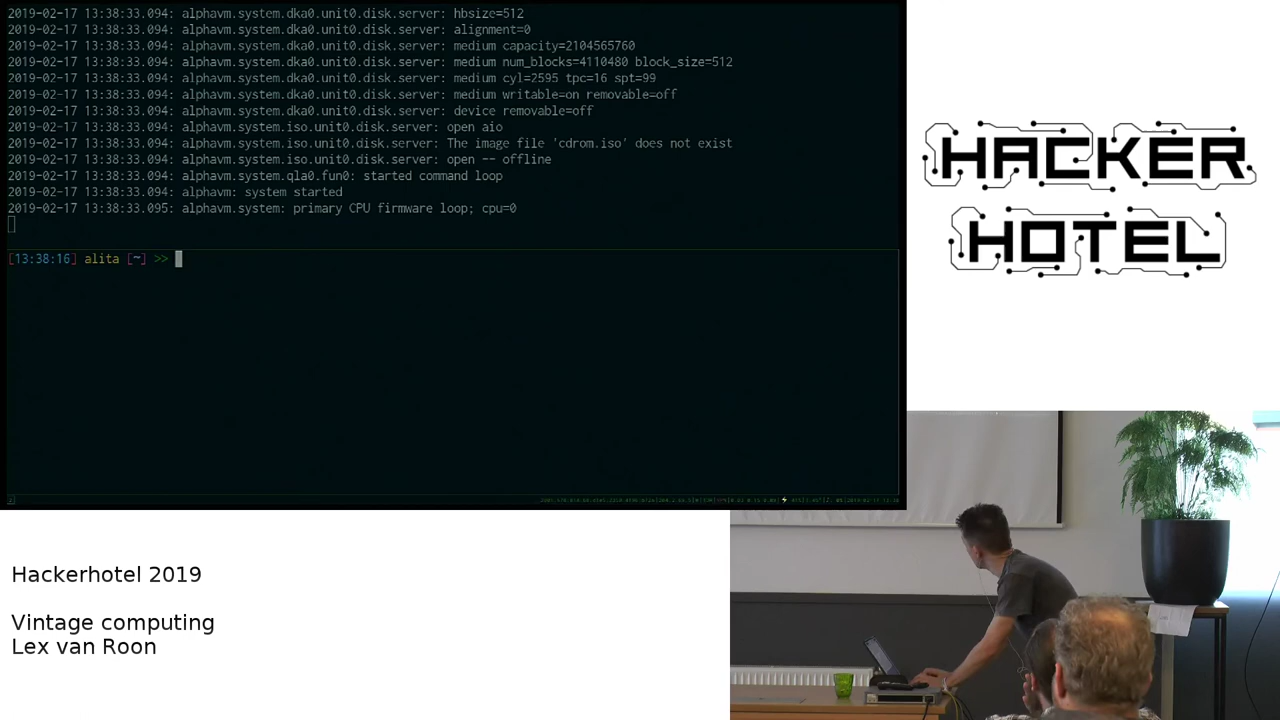 2019-02-17 13:38:33.094: alphavm.system.dka0.unit0.disk.server: hbsize=512
2019-02-17 13:38:33.094: alphavm.system.dka0.unit0.disk.server: alignment=0
2019-02-17 13:38:33.094: alphavm.system.dka0.unit0.disk.server: medium capacity=2104565760
2019-02-17 13:38:33.094: alphavm.system.dka0.unit0.disk.server: medium num_blocks=4110480 block_size=512
2019-02-17 13:38:33.094: alphavm.system.dka0.unit0.disk.server: medium cyl=2595 tpc=16 spt=99
2019-02-17 13:38:33.094: alphavm.system.dka0.unit0.disk.server: medium writable=on removable=off
2019-02-17 13:38:33.094: alphavm.system.dka0.unit0.disk.server: device removable=off
2019-02-17 13:38:33.094: alphavm.system.iso.unit0.disk.server: open aio
2019-02-17 13:38:33.094: alphavm.system.iso.unit0.disk.server: The image file 'cdrom.iso' does not exist
2019-02-17 13:38:33.094: alphavm.system.iso.unit0.disk.server: open -- offline
2019-02-17 13:38:33.094: alphavm.system.qla0.fun0: started command loop
2019-02-17 13:38:33.094: alphavm: system started
2019-02-17 13:38:33.095: alphavm.system: primary CPU firmware loop; cpu=0
[13:38:16] alita [~] >>
HACKER
HOTEL
Hackerhotel 2019
Vintage computing
Lex van Roon